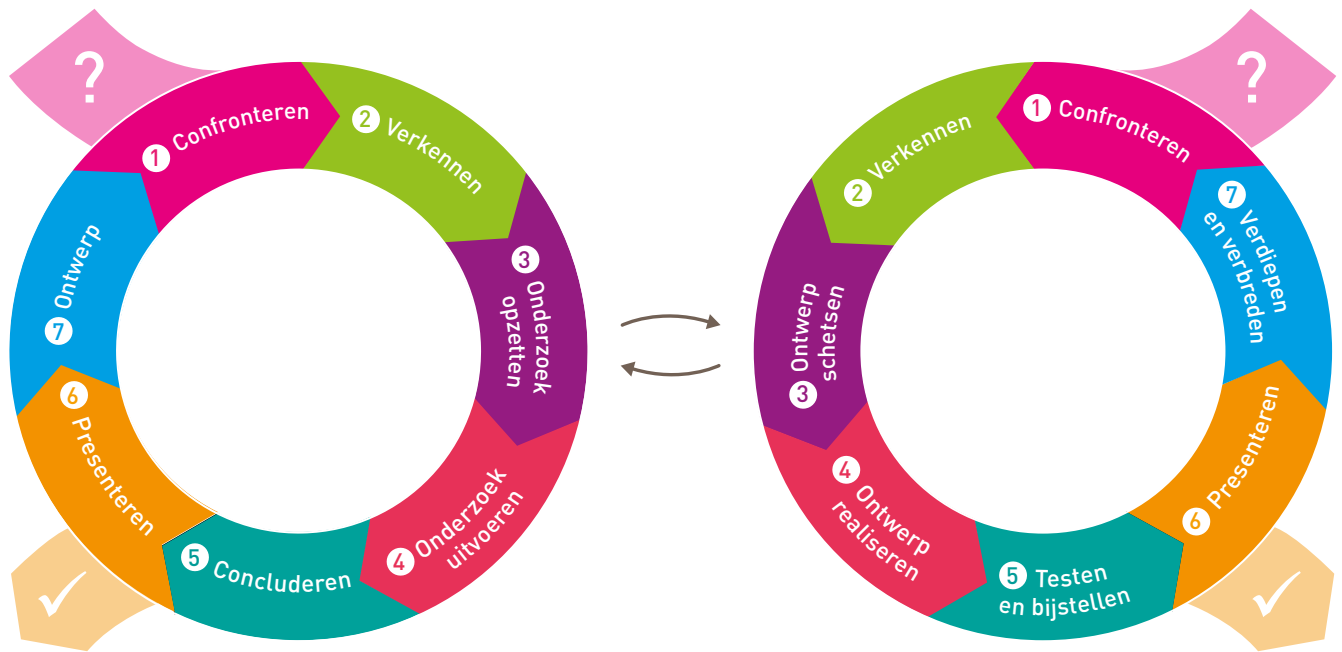 ?
1 Confronteren
2 Verkennen
3 Onderzoek
opzetten
4 Onderzoek
uitvoeren
5 Concluderen
6 Presenteren
7 Ontwerp
?
1 Confronteren
2 Verkennen
3 Ontwerp
schetsen
4 Ontwerp
realiseren
5 Testen
en bijstellen
6 Presenteren
7 Verdiepen
en verbreden